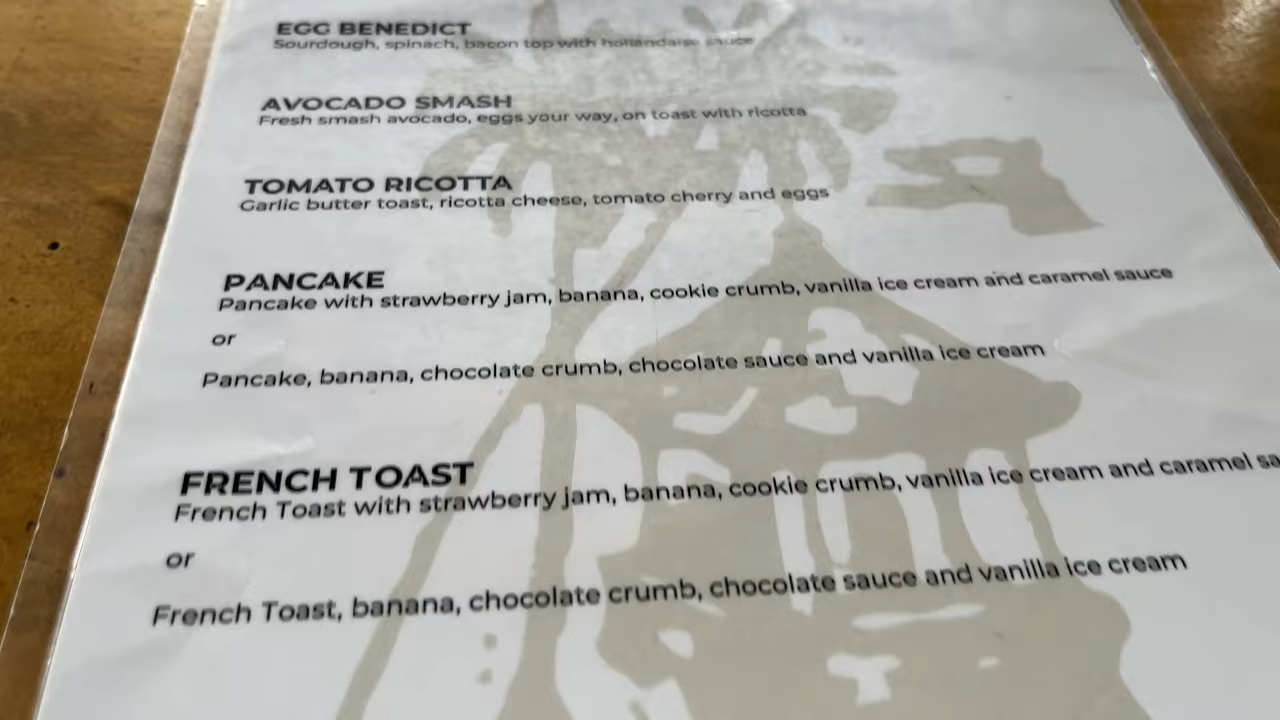 EGG BENEDICT
Sourdough, spinach, bacon top with hollandaise sauce
AVOCADO SMASH
Fresh smash avocado, eggs your way, on toast with ricotta
TOMATO RICOTTA
Garlic butter toast, ricotta cheese, tomato cherry and eggs
PANCAKE
Pancake with strawberry jam, banana, cookie crumb, vanilla ice cream and caramel sauce
or
Pancake, banana, chocolate crumb, chocolate sauce and vanilla ice cream
FRENCH TOAST
French Toast with strawberry jam, banana, cookie crumb, vanilla ice cream and caramel sa
or
French Toast, banana, chocolate crumb, chocolate sauce and vanilla ice cream